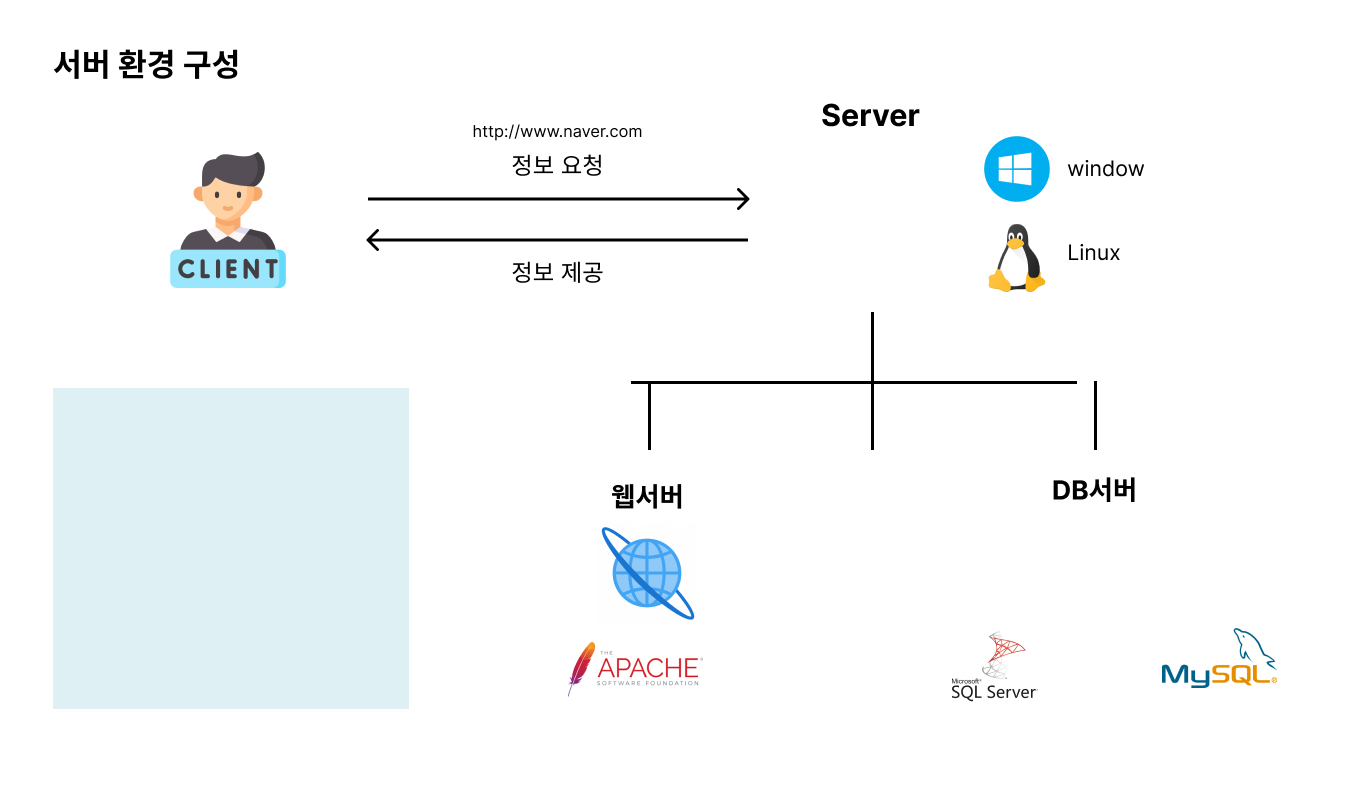 서버 환경 구성
Server
http://www.naver.com
정보 요청
window
CLIENT
정보 제공
Linux
웹서버
DB서버
THE
APACHE®
SOFTWARE FOUNDATION
Microsoft®
SQL Server
MySQL®